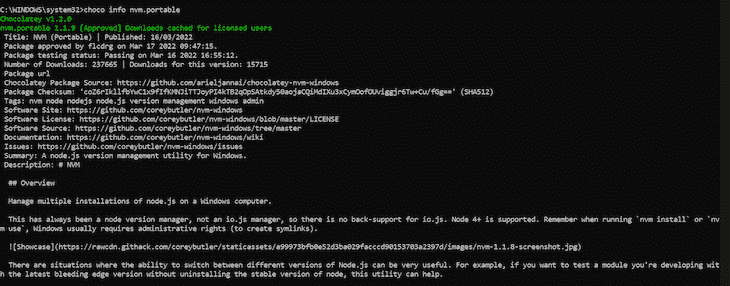 C:\WINDOWS\system32>choco info nvm.portable
Chocolatey v1.2.0
nvm.portable 1.1.9 [Approved] Downloads cached for licensed users
Title: NVM (Portable) | Published: 16/03/2022
Package approved by flcdrg on Mar 17 2022 09:47:15.
Package testing status: Passing on Mar 16 2022 16:55:12.
Number of Downloads: 237665 | Downloads for this version: 15715
Package url
Chocolatey Package Source: https://github.com/arieljannai/chocolatey-nvm-windows
Package Checksum: (SHA512)
Tags: nvm node nodejs node.js version management windows admin
Software Site: https://github.com/coreybutler/nvm-windows
Software License: https://github.com/coreybutler/nvm-windows/blob/master/LICENSE
Software Source: https://github.com/coreybutler/nvm-windows/tree/master
Documentation: https://github.com/coreybutler/nvm-windows/wiki
Issues: https://github.com/coreybutler/nvm-windows/issues
Summary: A node.js version management utility for Windows.
Description: # NVM
## Overview
Manage multiple installations of node.js on a Windows computer.
This has always been a node version manager, not an io.js manager, so there is no back-support for io.js. Node 4+ is supported. Remember when running `nvm install` or `nv
m use`, Windows usually requires administrative rights (to create symlinks).
![Showcase](https://rawcdn.githack.com/coreybutler/staticassets/a99973bfb0e52d3ba029facccd90153703a2397d/images/nvm-1.1.8-screenshot.jpg)
There are situations where the ability to switch between different versions of Node.js can be very useful. For example, if you want to test a module you're developing wit
h the latest bleeding edge version without uninstalling the stable version of node, this utility can help.